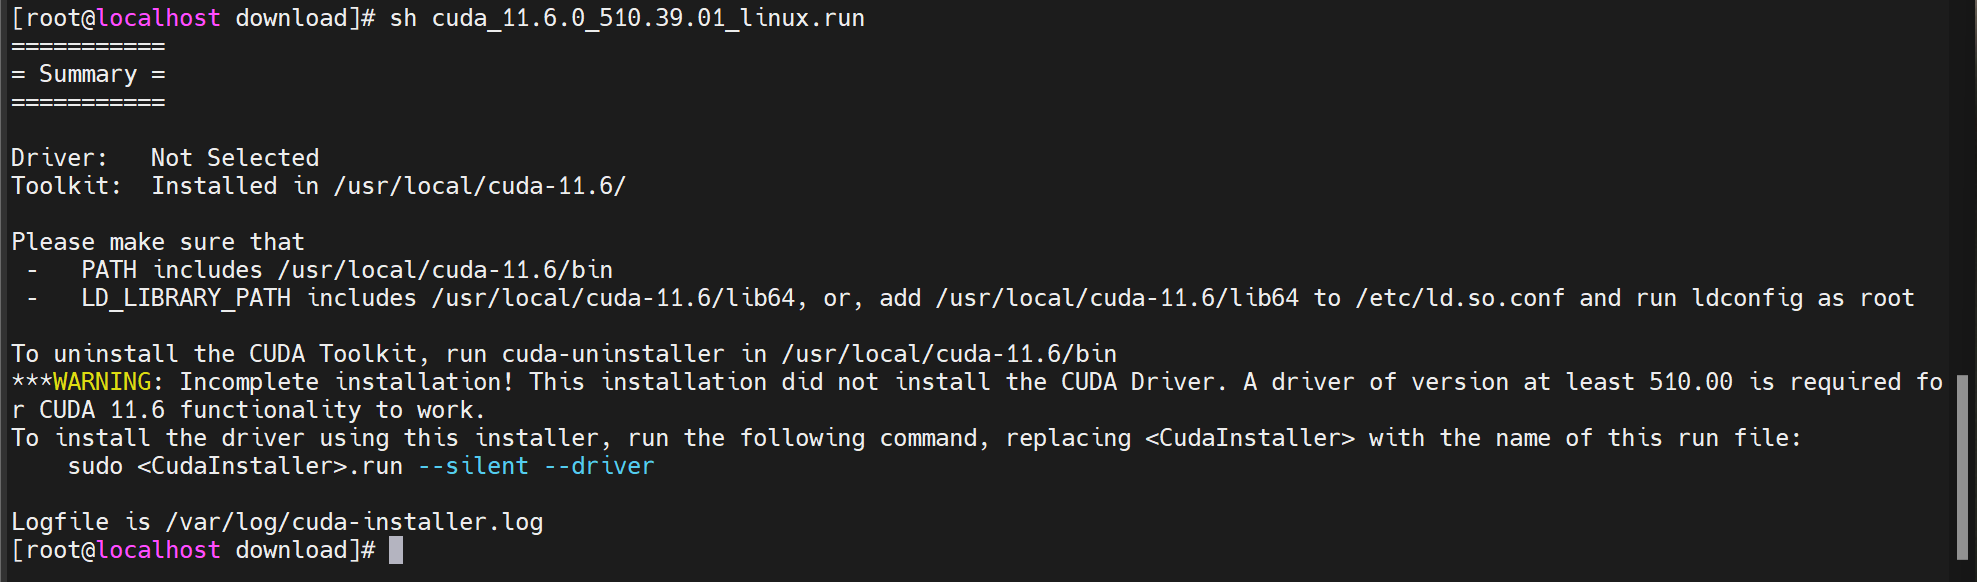 [root@localhost download]# sh cuda_11.6.0_510.39.01_linux.run
===========
= Summary =
===========
Driver:   Not Selected
Toolkit:  Installed in /usr/local/cuda-11.6/
Please make sure that
 -   PATH includes /usr/local/cuda-11.6/bin
 -   LD_LIBRARY_PATH includes /usr/local/cuda-11.6/lib64, or, add /usr/local/cuda-11.6/lib64 to /etc/ld.so.conf and run ldconfig as root
To uninstall the CUDA Toolkit, run cuda-uninstaller in /usr/local/cuda-11.6/bin
***WARNING: Incomplete installation! This installation did not install the CUDA Driver. A driver of version at least 510.00 is required fo
r CUDA 11.6 functionality to work.
To install the driver using this installer, run the following command, replacing <CudaInstaller> with the name of this run file:
    sudo <CudaInstaller>.run --silent --driver
Logfile is /var/log/cuda-installer.log
[root@localhost download]#